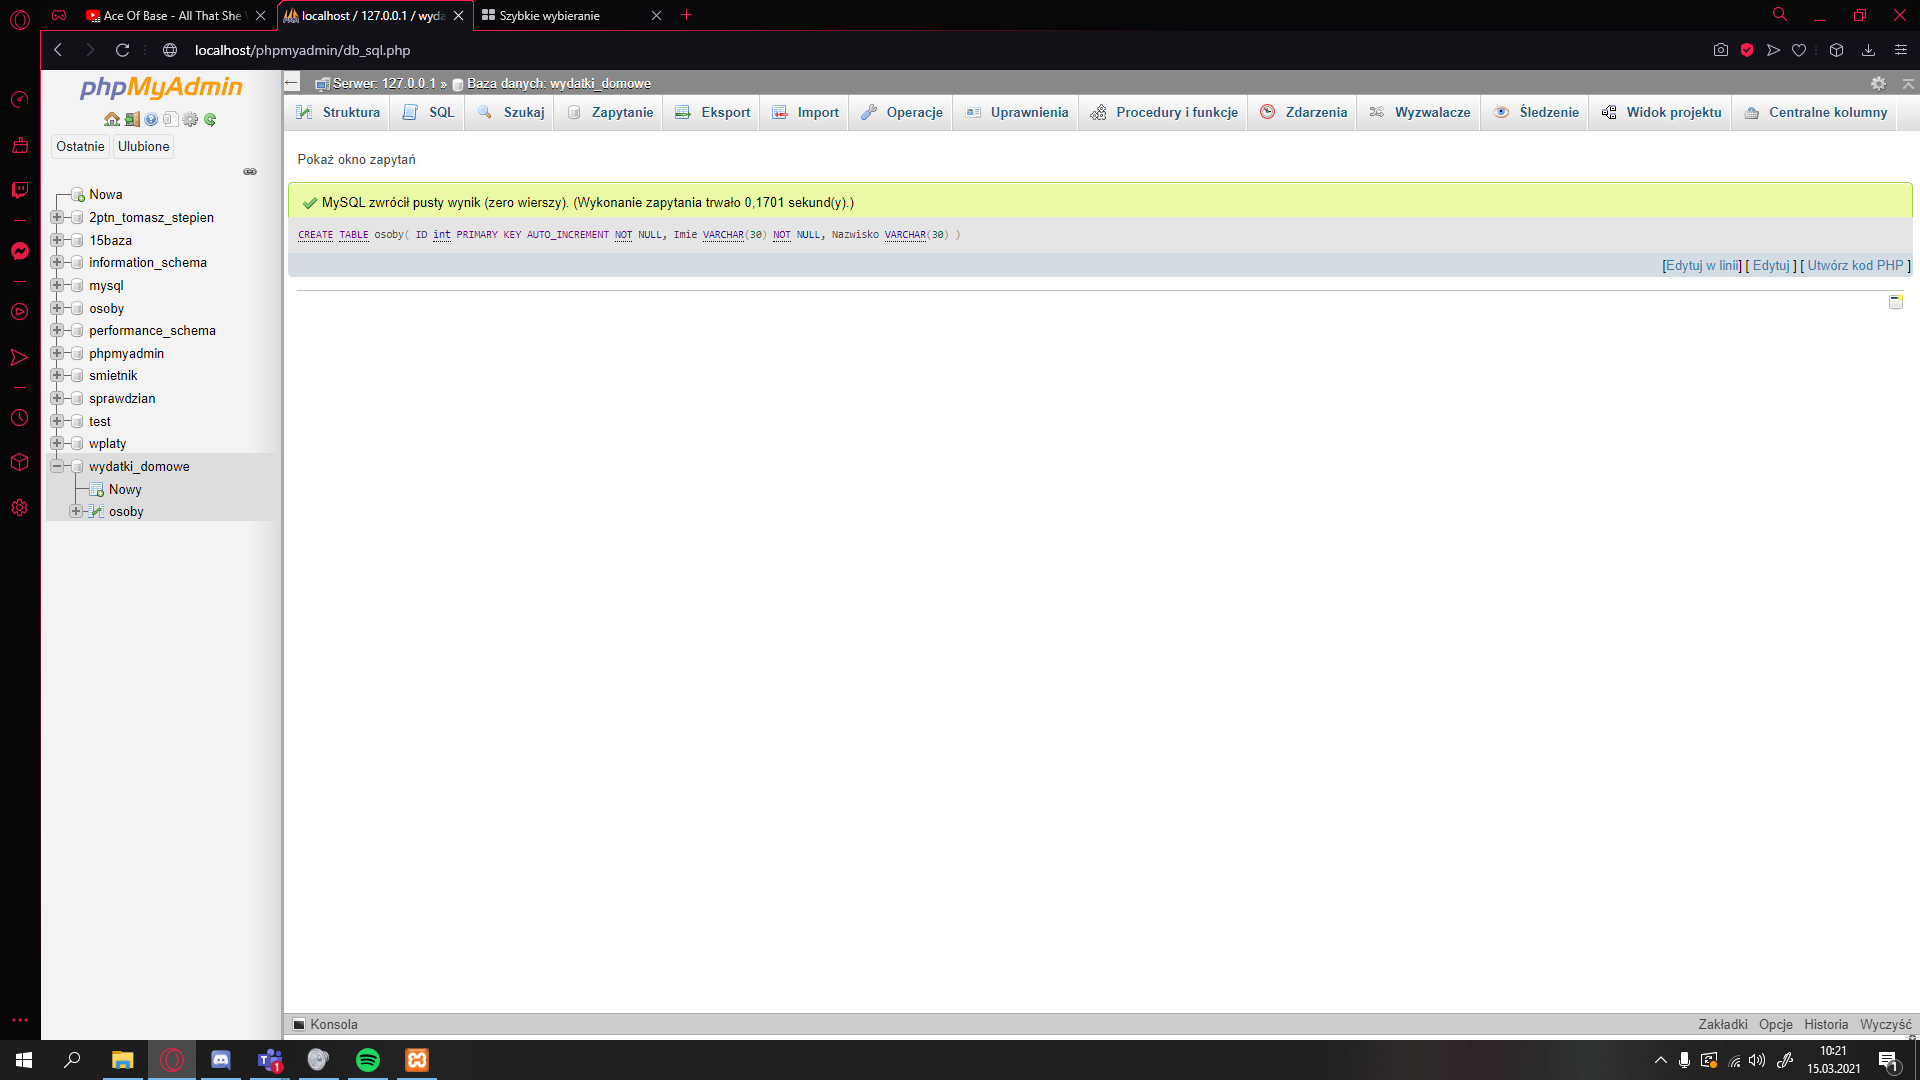 Ace Of Base - All That She
localhost / 127.0.0.1 / wyda
Szybkie wybieranie
localhost/phpmyadmin/db_sql.php
phpMyAdmin
Ostatnie
Ulubione
Nowa
2ptn_tomasz_stepien
15baza
information_schema
mysql
osoby
performance_schema
phpmyadmin
smietnik
sprawdzian
test
wplaty
wydatki_domowe
Nowy
osoby
Serwer: 127.0.0.1 » Baza danych: wydatki_domowe
Struktura
SQL
Szukaj
Zapytanie
Eksport
Import
Operacje
Uprawnienia
Procedury i funkcje
Zdarzenia
Wyzwalacze
Śledzenie
Widok projektu
Centralne kolumny
Pokaż okno zapytań
MySQL zwrócił pusty wynik (zero wierszy). (Wykonanie zapytania trwało 0,1701 sekund(y).)
CREATE TABLE osoby( ID int PRIMARY KEY AUTO_INCREMENT NOT NULL, Imie VARCHAR(30) NOT NULL, Nazwisko VARCHAR(30) )
[Edytuj w linii] [ Edytuj ] [ Utwórz kod PHP ]
Konsola
Zakładki
Opcje
Historia
Wyczyść
1
10:21
15.03.2021
1